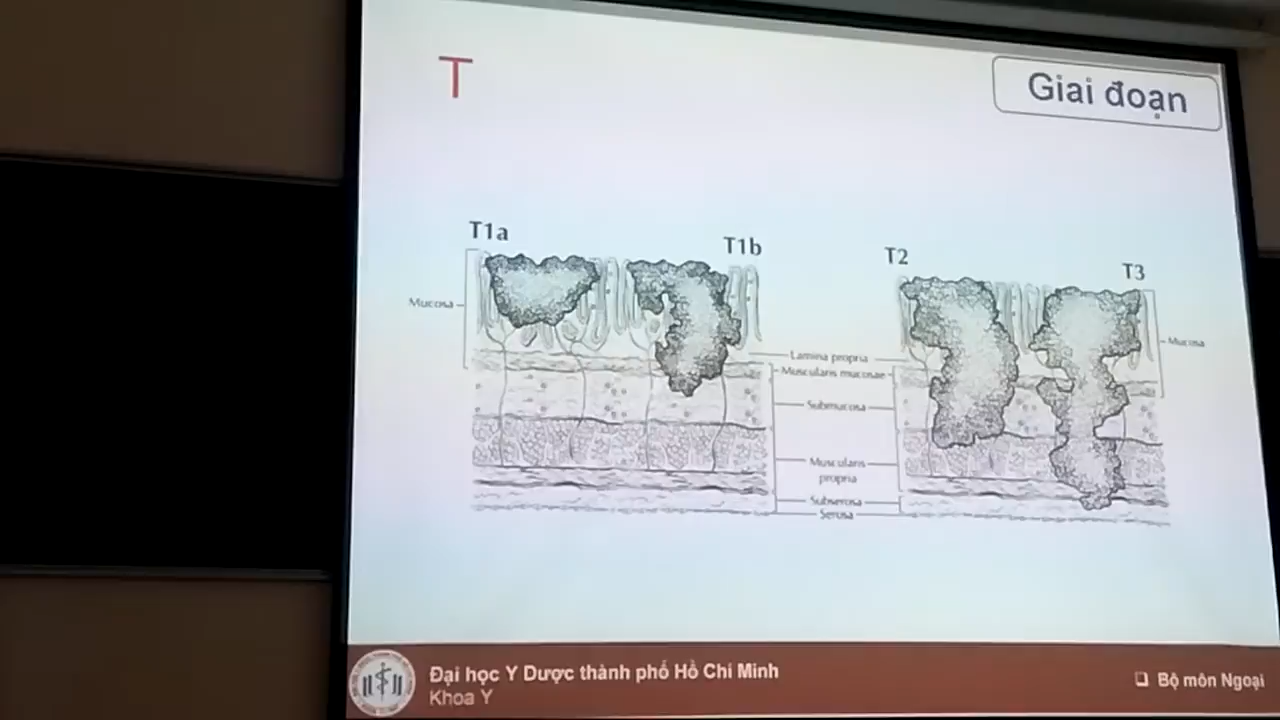 T
Giai đoạn
T1a
T1b
T2
T3
Mucosa
Mucosa
Lamina propria
Muscularis mucosae
Submucosa
Muscularis
propria
Subserosa
Serosa
Đại học Y Dược thành phố Hồ Chí Minh
Khoa Y
❑ Bộ môn Ngoại